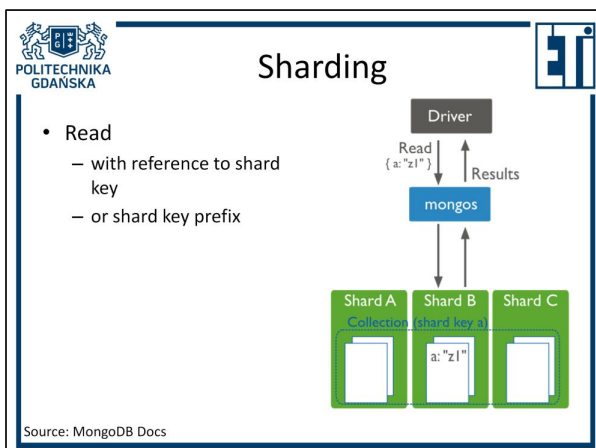 POLITECHNIKA
GDAŃSKA
P W
G
ETI
Sharding
• Read
– with reference to shard
key
– or shard key prefix
Driver
Read
{ a: "z1" }
Results
mongos
Shard A
Shard B
Shard C
Collection (shard key a)
a: "z1"
Source: MongoDB Docs